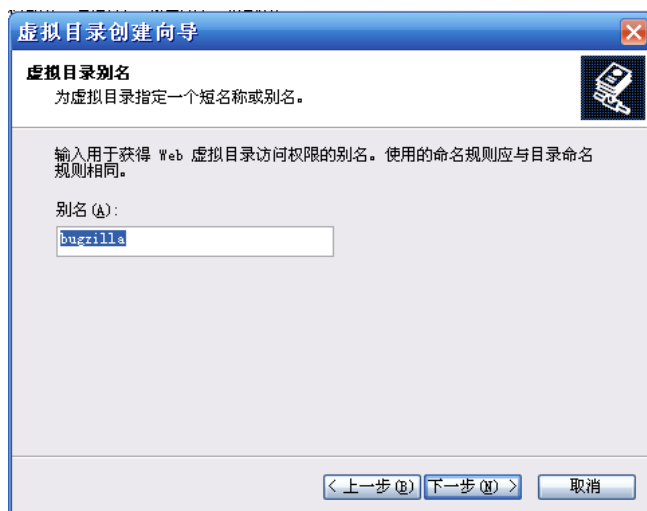 虚拟目录创建向导
虚拟目录别名
为虚拟目录指定一个短名称或别名。
输入用于获得 Web 虚拟目录访问权限的别名。使用的命名规则应与目录命名
规则相同。
别名(A):
bugzilla
< 上一步(B) 下一步(N) > 取消